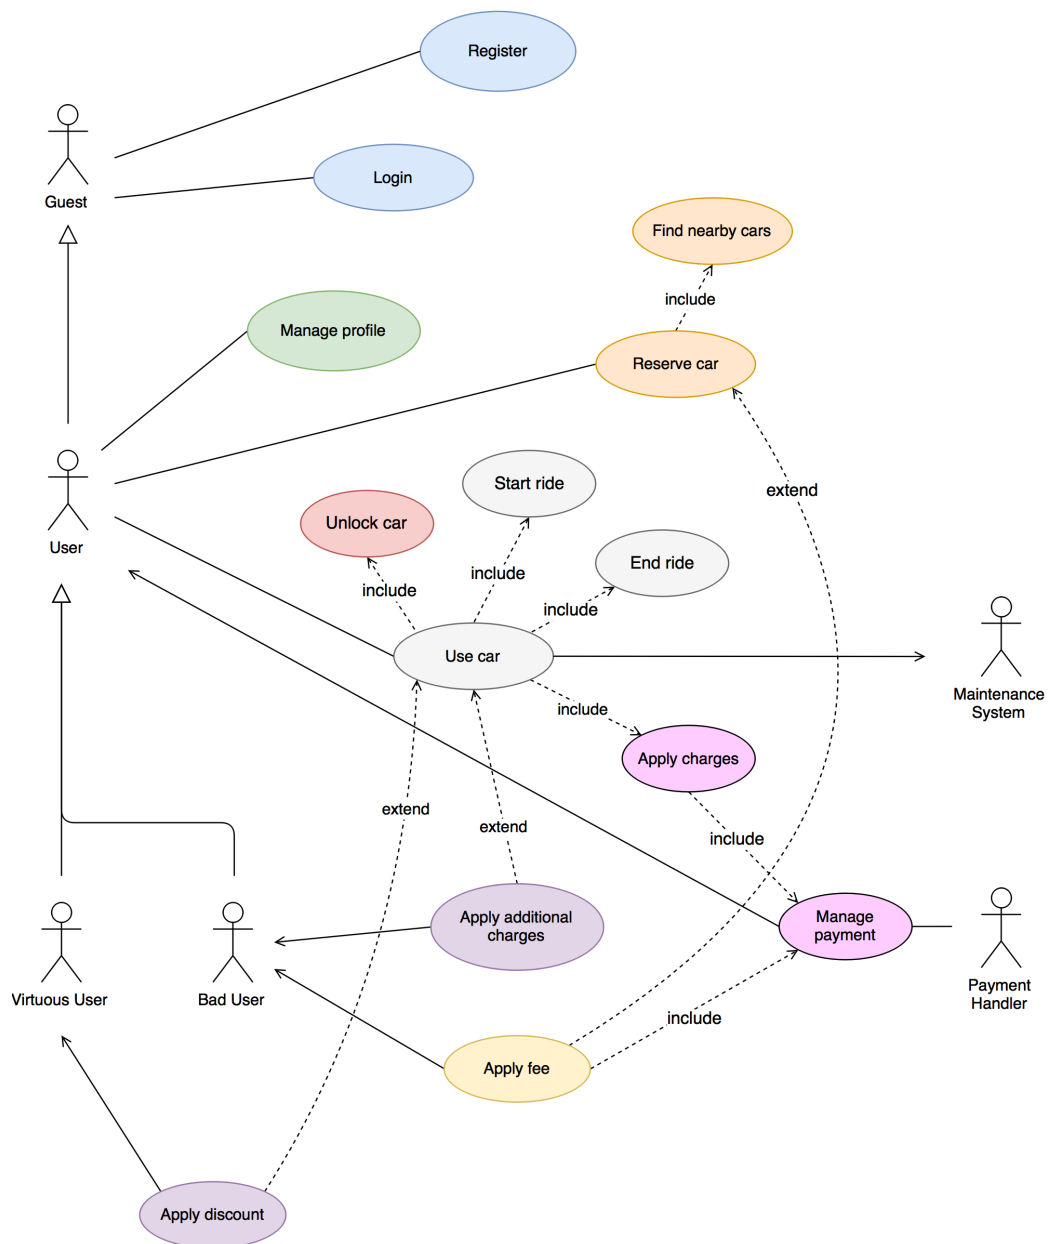 Register
Login
Guest
Find nearby cars
include
Manage profile
Reserve car
extend
Start ride
Unlock car
User
End ride
include
include
include
Use car
Maintenance
System
include
Apply charges
extend
extend
include
Apply additional
charges
Manage
payment
Virtuous User
Bad User
Payment
Handler
include
Apply fee
Apply discount